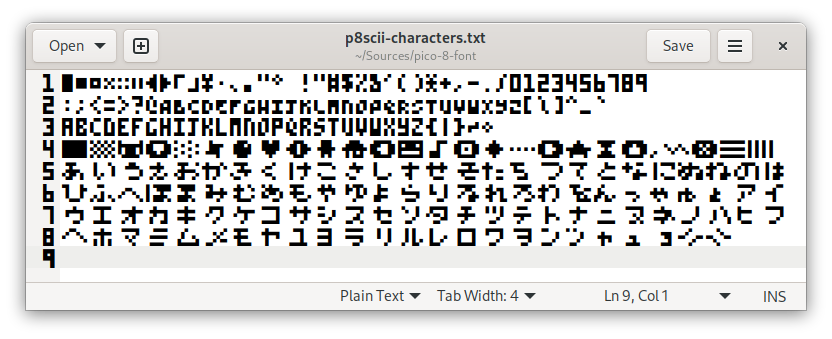 Open
p8scii-characters.txt
~/Sources/pico-8-font
Save
1 ▮■□⁙⁘‖◀▶「」¥•、。゛゜ !"#$%&'()*+,-./0123456789
2 :;<=>?@ABCDEFGHIJKLMNOPQRSTUVWXYZ[\]^_`
3 ABCDEFGHIJKLMNOPQRSTUVWXYZ{|}~○
4 █▒🐱⬇️░✽●♥☉웃⌂⬅️😐♪🅾️◆…➡️★⧗⬆️ˇ∧❎▤▥
5 あいうえおかきくけこさしすせそたちつてとなにぬねのは
6 ひふへほまみむめもやゆよらりるれろわをんっゃゅょアイ
7 ウエオカキクケコサシスセソタチツテトナニヌネノハヒフ
8 ヘホマミムメモヤユヨラリルレロワヲンッャュョ◜◝
9
Plain Text Tab Width: 4 Ln 9, Col 1 INS